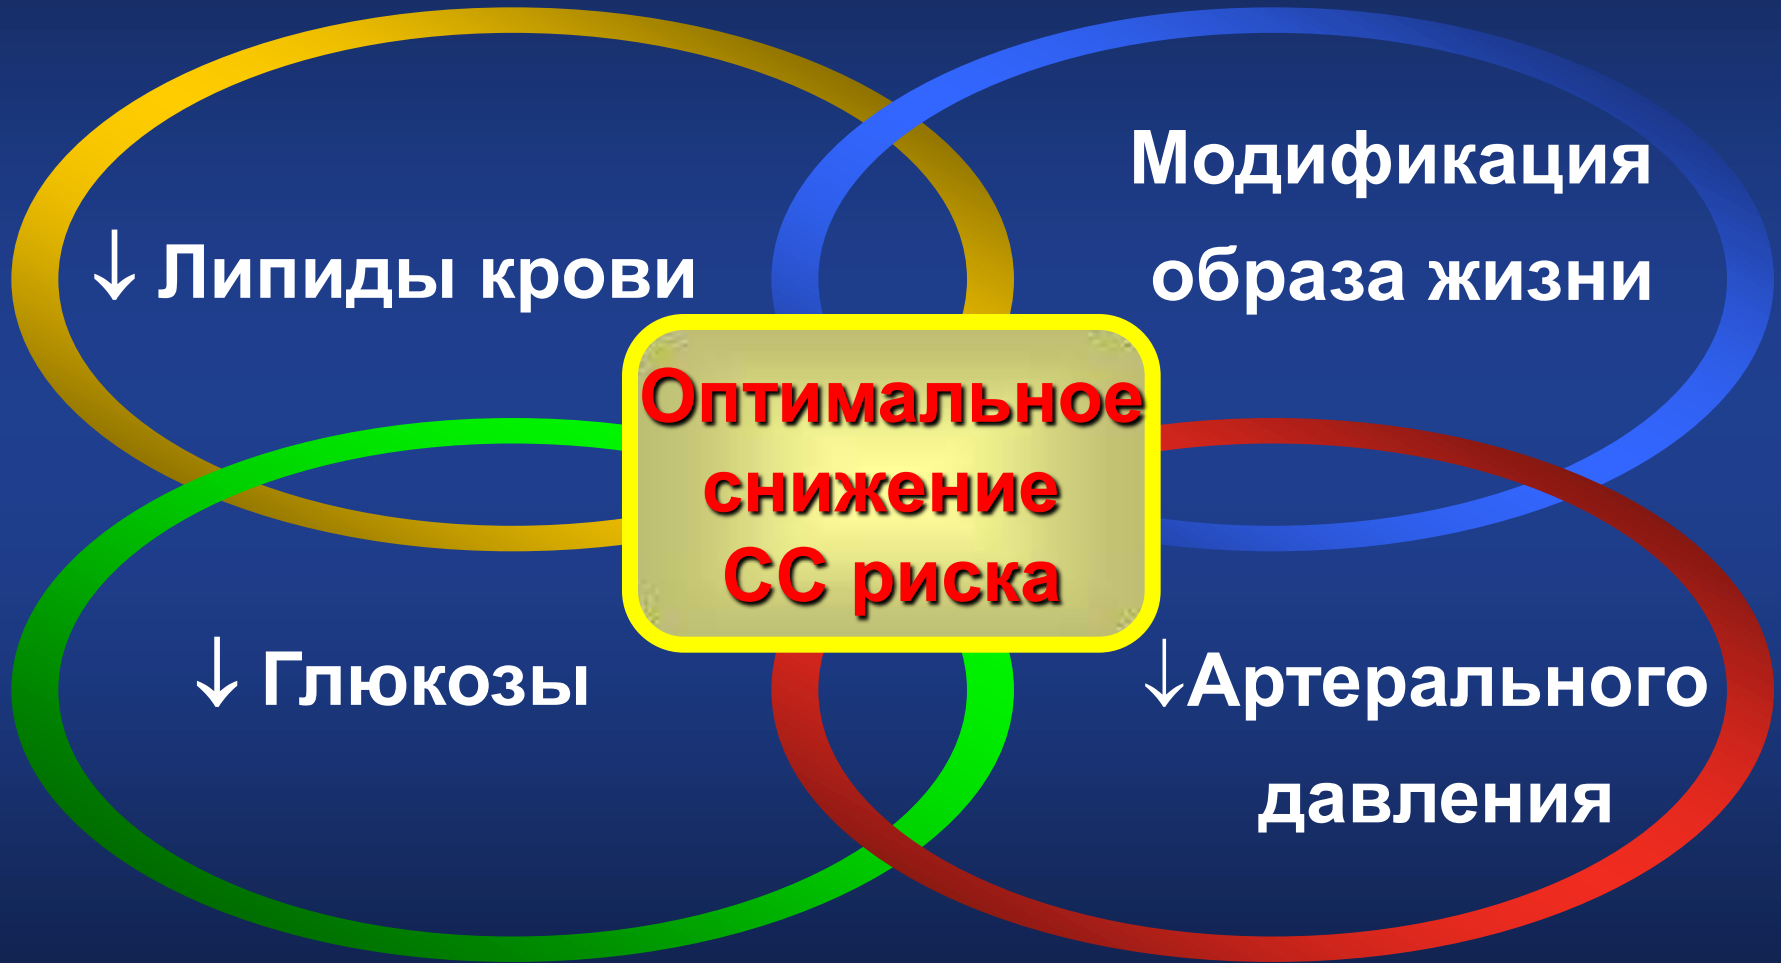 Модификация
образа жизни
↓ Липиды крови
Оптимальное
снижение
СС риска
↓ Глюкозы
↓Артерального
давления